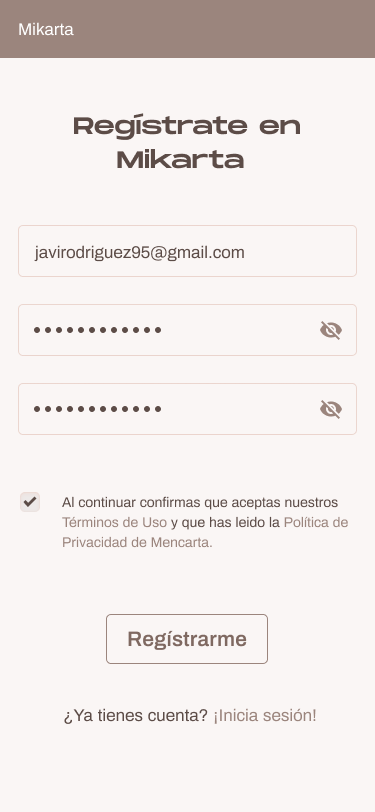 Mikarta
Regístrate en
Mikarta
javirodriguez95@gmail.com
••••••••••••
••••••••••••
Al continuar confirmas que aceptas nuestros
Términos de Uso y que has leido la Política de
Privacidad de Mencarta.
Regístrarme
¿Ya tienes cuenta? ¡Inicia sesión!